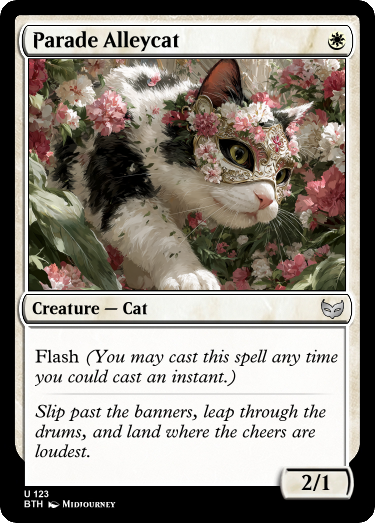 Parade Alleycat
Creature — Cat
Flash (You may cast this spell any time
you could cast an instant.)
Slip past the banners, leap through the
drums, and land where the cheers are
loudest.
2/1
U 123
BTH Midjourney